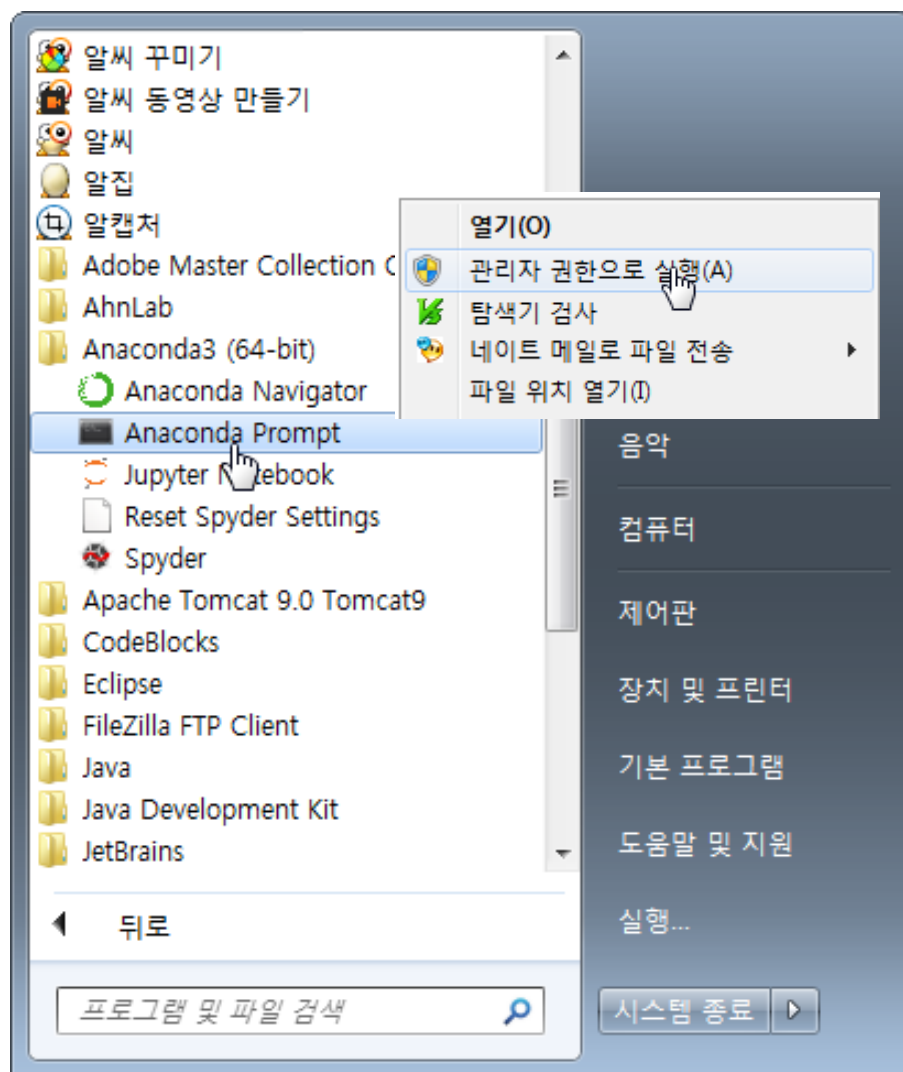 알씨 꾸미기
알씨 동영상 만들기
알씨
알집
알캡처
Adobe Master Collection
AhnLab
Anaconda3 (64-bit)
Anaconda Navigator
Anaconda Prompt
Jupyter Notebook
Reset Spyder Settings
Spyder
Apache Tomcat 9.0 Tomcat9
CodeBlocks
Eclipse
FileZilla FTP Client
Java
Java Development Kit
JetBrains
뒤로
프로그램 및 파일 검색
열기(O)
관리자 권한으로 실행(A)
탐색기 검사
네이트 메일로 파일 전송
파일 위치 열기(I)
음악
컴퓨터
제어판
장치 및 프린터
기본 프로그램
도움말 및 지원
실행...
시스템 종료